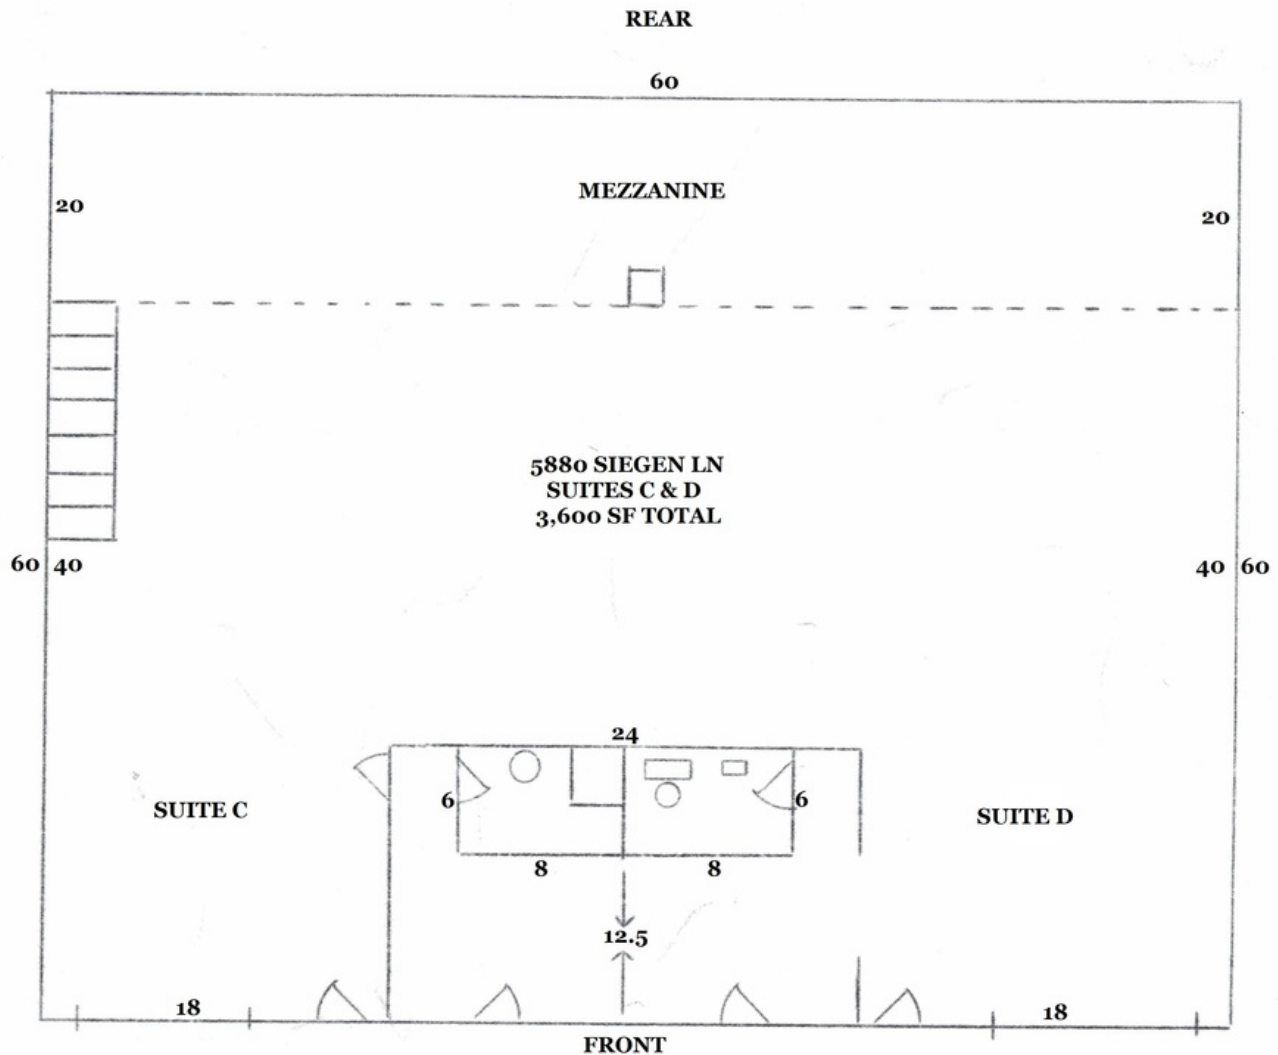 REAR
60
MEZZANINE
20
20
5880 SIEGEN LN
SUITES C & D
3,600 SF TOTAL
60 40
40 60
24
6
6
SUITE C
SUITE D
8
8
12.5
18
18
FRONT